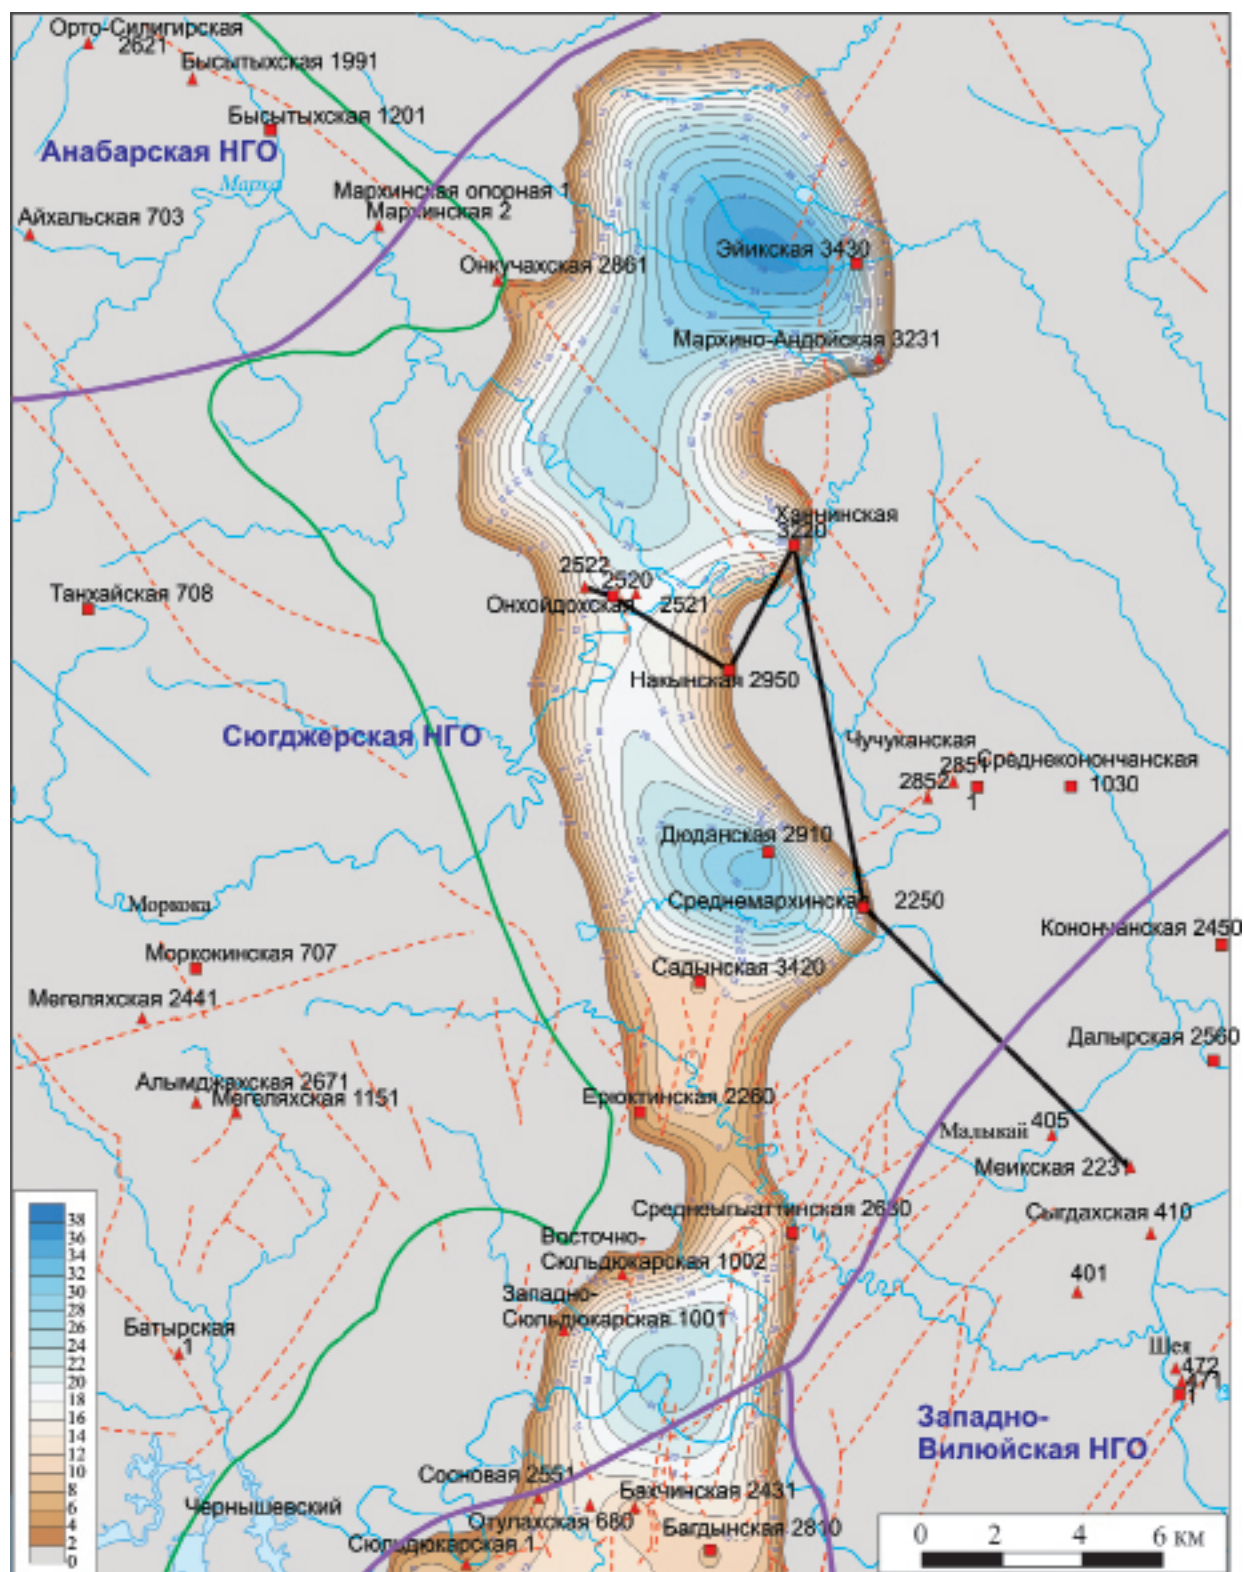 Орто-Силигирская
2621
Бысытыхская 1991
Бысытыхская 1201
Анабарская НГО
Марха
Мархинская опорная 1
Мархинская 2
Айхальская 703
Онкучахская 2861
Эйикская 3430
Мархино-Андойская 3231
Ханнинская
3220
2522
2520
Онхойдохская
2521
Танхайская 708
Накынская 2950
Сюгджерская НГО
Чучуканская
2851
2852
1
Среднеконончанская
1030
Дюданская 2910
Среднемархинская
2250
Моркока
Конончанская 2450
Моркокинская 707
Садынская 3420
Мегеляхская 2441
Далырская 2560
Алымджахская 2671
Мегеляхская 1151
Ерюктинская 2260
405
Малыкай
Меикская 2231
Среднеыгыаттинская 2630
Сыгдахская 410
Восточно-
Сюльдюкарская 1002
401
Западно-
Сюльдюкарская 1001
Батырская
1
Шея
472
471
1
Западно-
Вилюйская НГО
Сосновая 2551
Бахчинская 2431
Чернышевский
Отулахская 680
Багдынская 2810
Сюльдюкарская 1
38
36
34
32
30
28
26
24
22
20
18
16
14
12
10
8
6
4
2
0
0 2 4 6 км